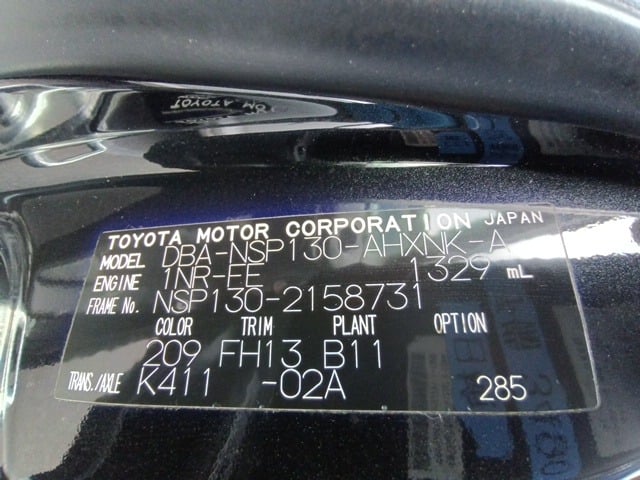 TOYOTA MOTOR CORPORATION JAPAN
MODEL DBA-NSP130-AHXNK-A
ENGINE 1NR-FE 1329 mL
FRAME No. NSP130-2158731
COLOR TRIM PLANT OPTION
209 FH13 B11
TRANS./AXLE K411 -02A 285